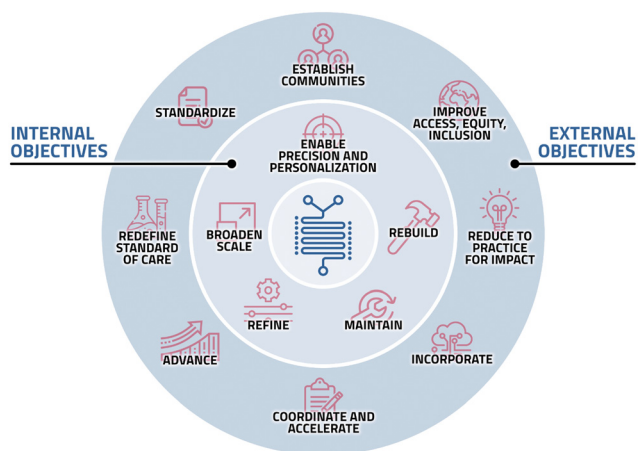 ESTABLISH
COMMUNITIES
STANDARDIZE
IMPROVE
ACCESS, EQUITY,
INCLUSION
INTERNAL
OBJECTIVES
EXTERNAL
OBJECTIVES
ENABLE
PRECISION AND
PERSONALIZATION
REDEFINE
STANDARD
OF CARE
BROADEN
SCALE
REBUILD
REDUCE TO
PRACTICE
FOR IMPACT
REFINE
MAINTAIN
ADVANCE
INCORPORATE
COORDINATE AND
ACCELERATE